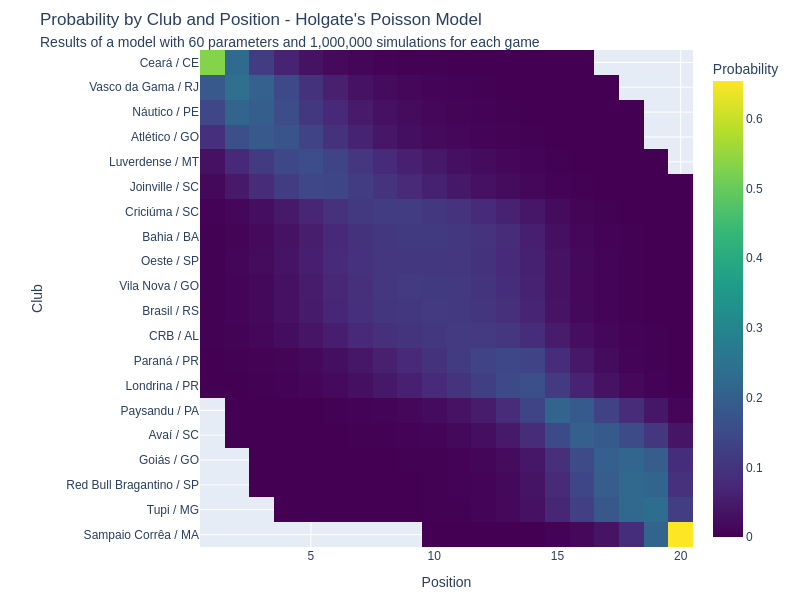 Probability by Club and Position - Holgate's Poisson Model
Results of a model with 60 parameters and 1,000,000 simulations for each game
Probability
Club
Ceará / CE
Vasco da Gama / RJ
Náutico / PE
Atlético / GO
Luverdense / MT
Joinville / SC
Criciúma / SC
Bahia / BA
Oeste / SP
Vila Nova / GO
Brasil / RS
CRB / AL
Paraná / PR
Londrina / PR
Paysandu / PA
Avaí / SC
Goiás / GO
Red Bull Bragantino / SP
Tupi / MG
Sampaio Corrêa / MA
0.6
0.5
0.4
0.3
0.2
0.1
0
5 10 15 20
Position